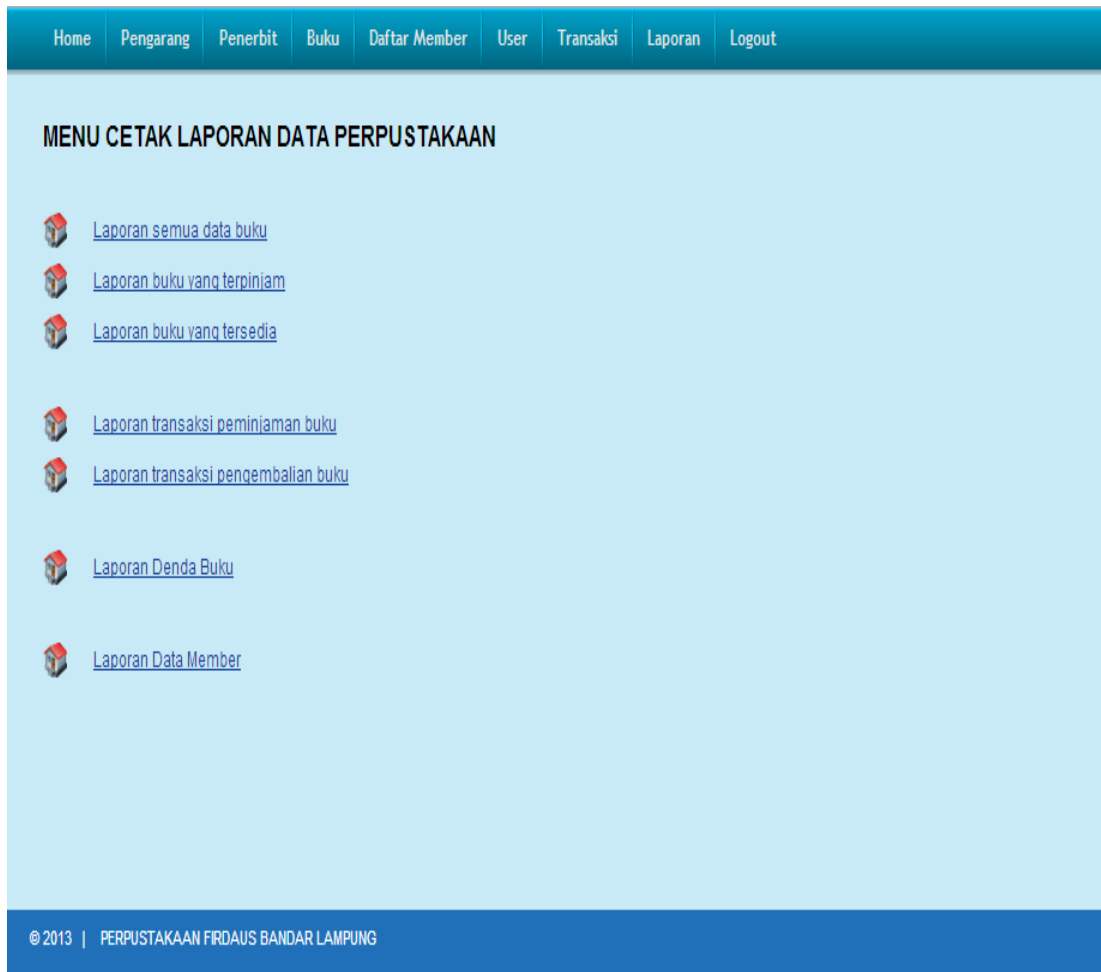 Home Pengarang Penerbit Buku Daftar Member User Transaksi Laporan Logout
MENU CETAK LAPORAN DATA PERPUSTAKAAN
Laporan semua data buku
Laporan buku yang terpinjam
Laporan buku yang tersedia
Laporan transaksi peminjaman buku
Laporan transaksi pengembalian buku
Laporan Denda Buku
Laporan Data Member
© 2013 | PERPUSTAKAAN FIRDAUS BANDAR LAMPUNG